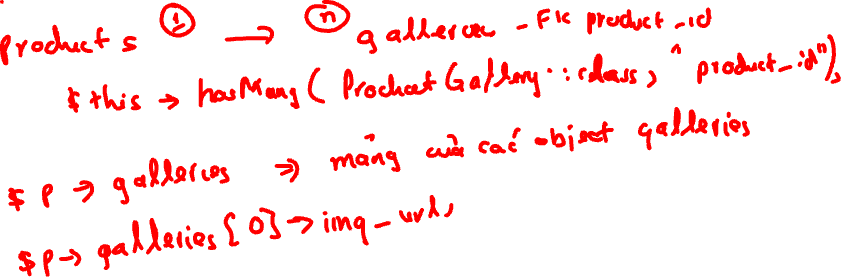 products ① → ⓝ galleries - FK product_id
$this → hasMany( ProductGallery::class, "product_id"),
$p → galleries ⇒ mảng của các object galleries
$p → galleries[0] → img_url,